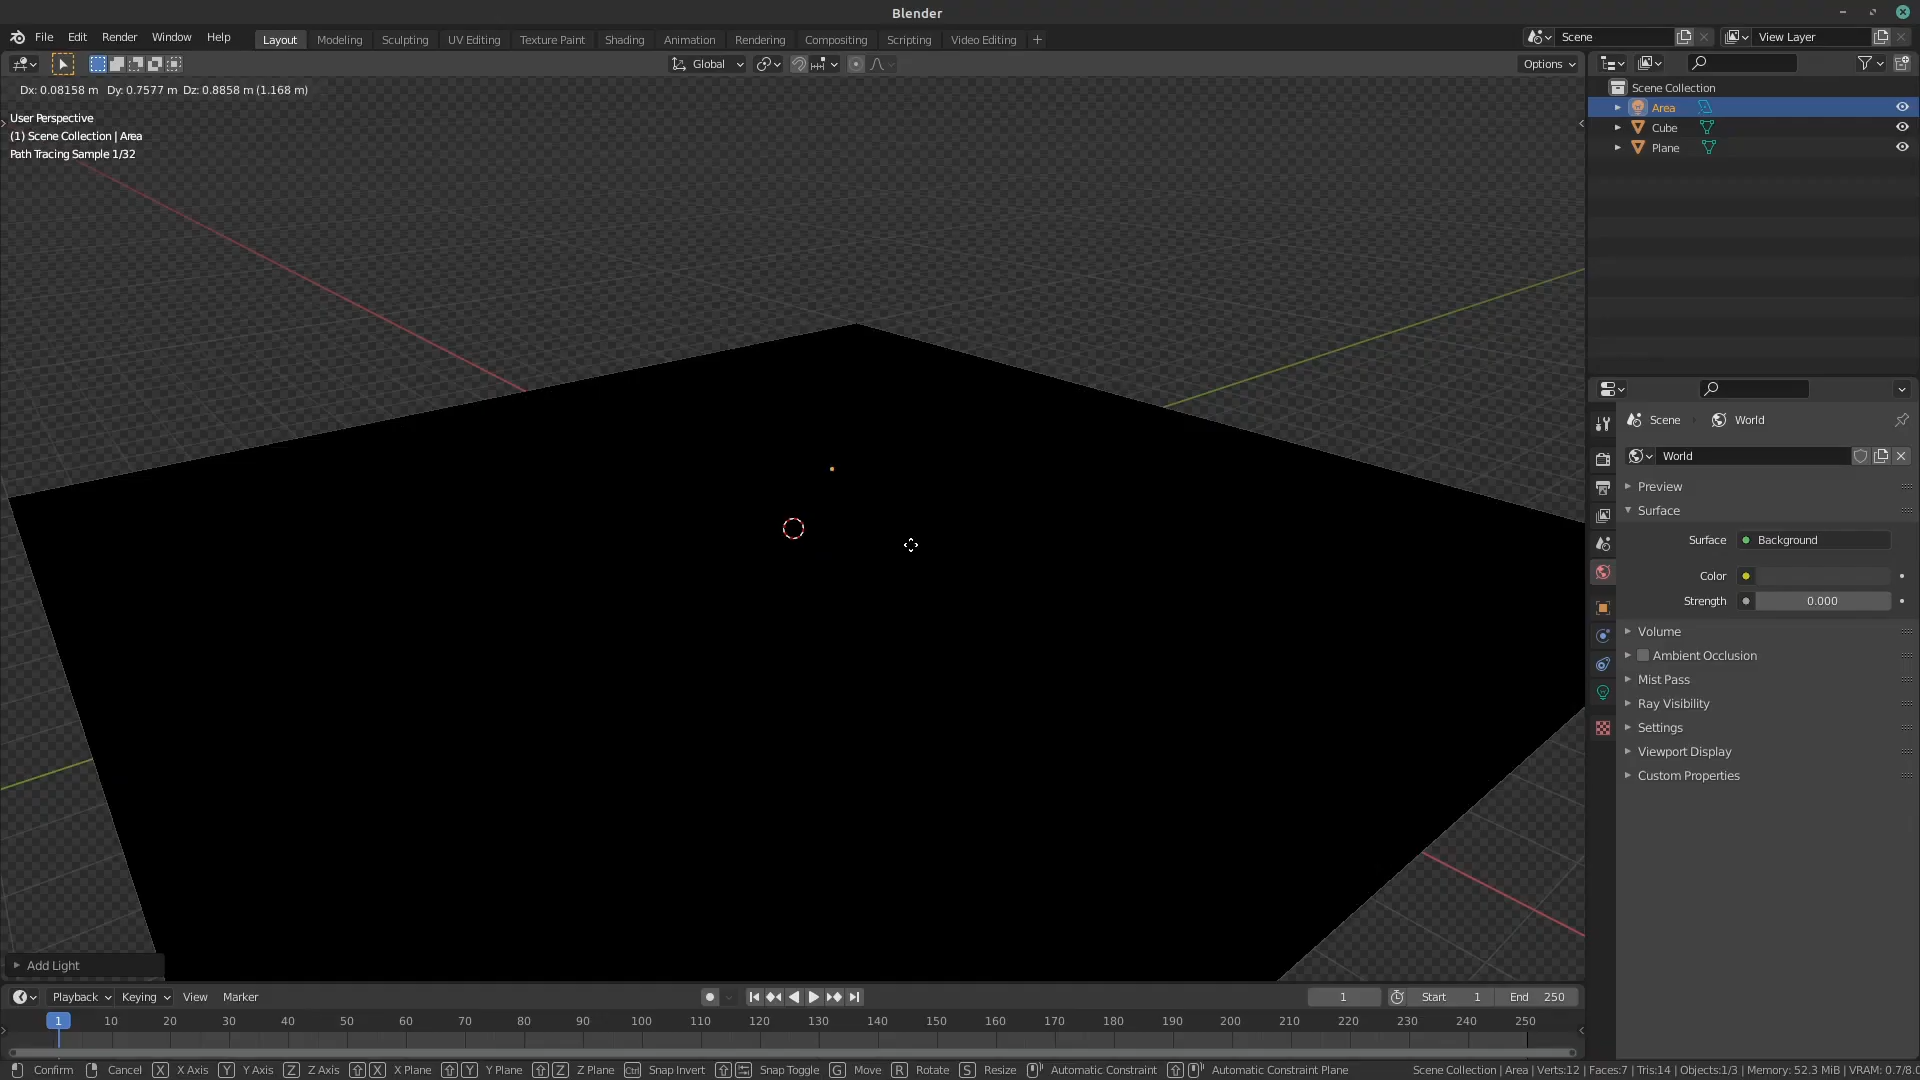 Blender
File Edit Render Window Help Layout Modeling Sculpting UV Editing Texture Paint Shading Animation Rendering Compositing Scripting Video Editing + Scene View Layer
Global Options
Dx: 0.08158 m Dy: 0.7577 m Dz: 0.8858 m (1.168 m)
User Perspective
(1) Scene Collection | Area
Path Tracing Sample 1/32
Scene Collection
Area
Cube
Plane
Scene World
World
Preview
Surface
Surface Background
Color
Strength 0.000
Volume
Ambient Occlusion
Mist Pass
Ray Visibility
Settings
Viewport Display
Custom Properties
Add Light
Playback Keying View Marker 1 Start 1 End 250
1 10 20 30 40 50 60 70 80 90 100 110 120 130 140 150 160 170 180 190 200 210 220 230 240 250
Confirm Cancel X X Axis Y Y Axis Z Z Axis X X Plane Y Y Plane Z Z Plane Ctrl Snap Invert Snap Toggle G Move R Rotate S Resize Automatic Constraint Automatic Constraint Plane Scene Collection | Area | Verts:12 | Faces:7 | Tris:14 | Objects:1/3 | Memory: 52.3 MiB | VRAM: 0.7/8.0